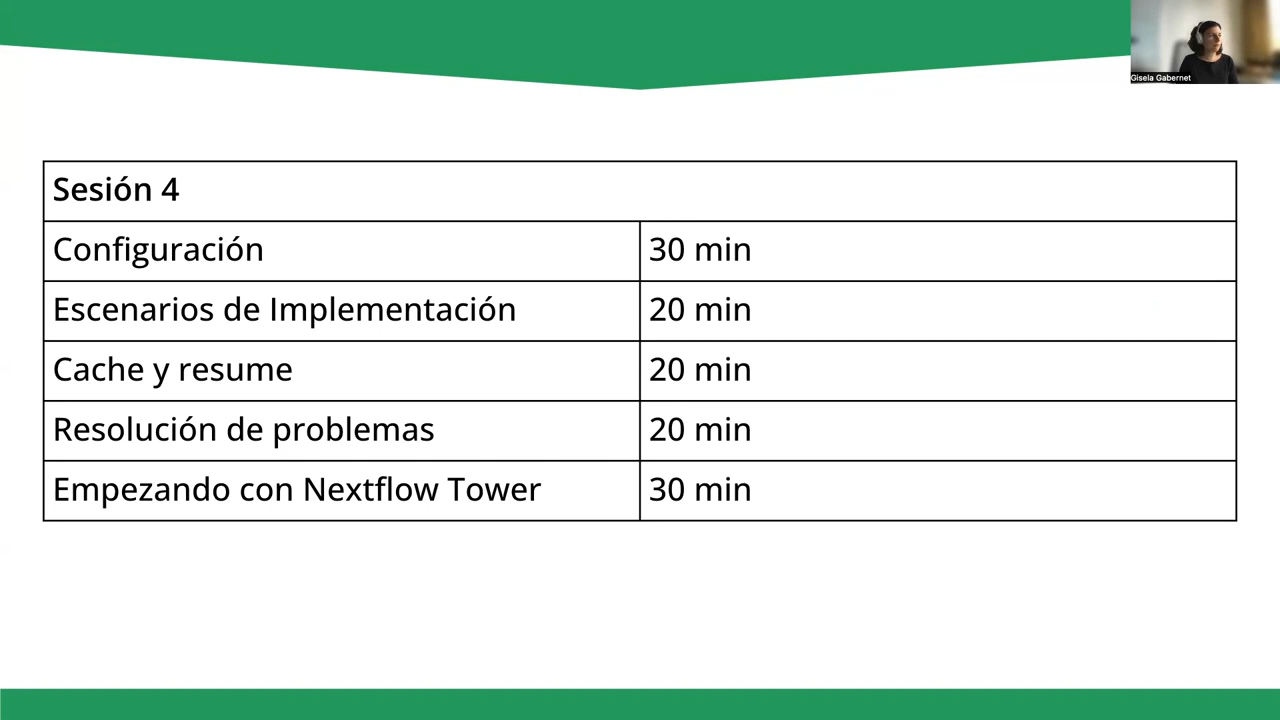 Gisela Gabernet
Sesión 4
Configuración 30 min
Escenarios de Implementación 20 min
Cache y resume 20 min
Resolución de problemas 20 min
Empezando con Nextflow Tower 30 min